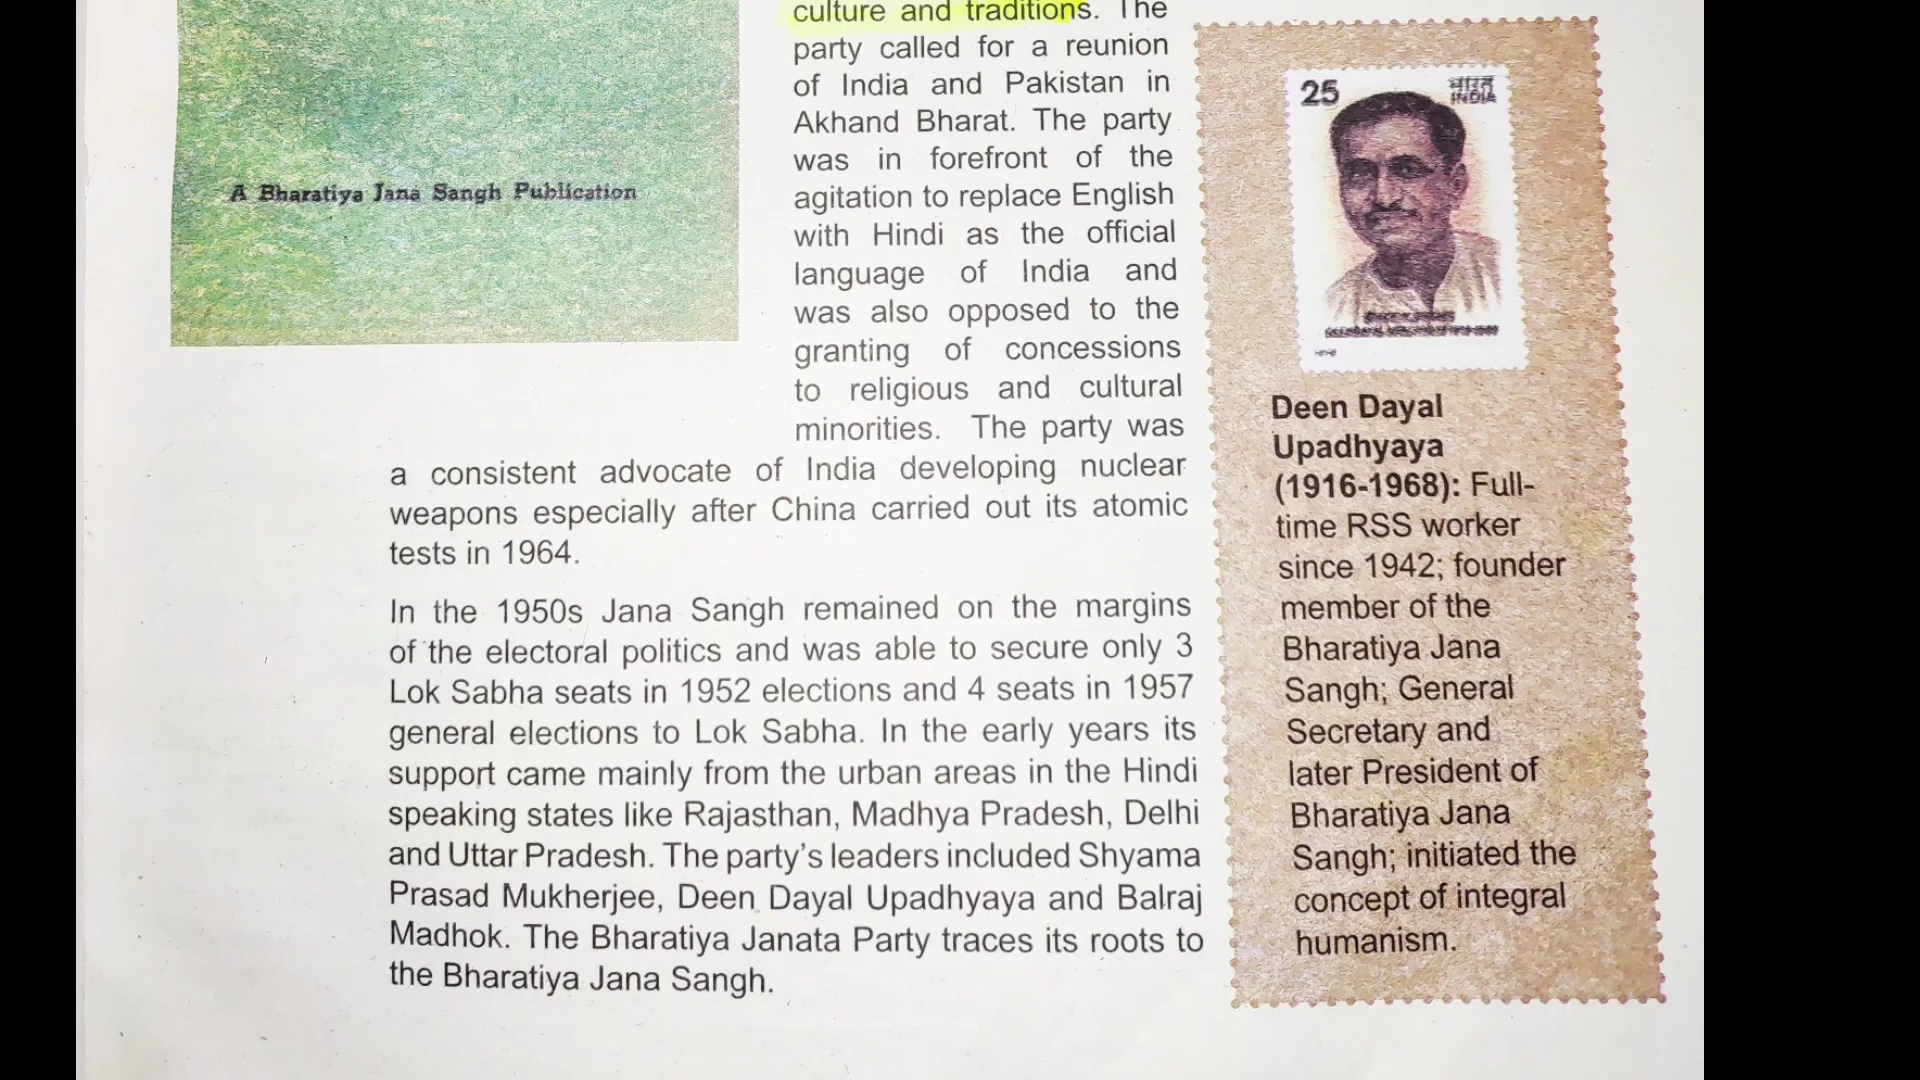 A Bharatiya Jana Sangh Publication
culture and traditions. The
party called for a reunion
of India and Pakistan in
Akhand Bharat. The party
was in forefront of the
agitation to replace English
with Hindi as the official
language of India and
was also opposed to the
granting of concessions
to religious and cultural
minorities. The party was
a consistent advocate of India developing nuclear
weapons especially after China carried out its atomic
tests in 1964.
In the 1950s Jana Sangh remained on the margins
of the electoral politics and was able to secure only 3
Lok Sabha seats in 1952 elections and 4 seats in 1957
general elections to Lok Sabha. In the early years its
support came mainly from the urban areas in the Hindi
speaking states like Rajasthan, Madhya Pradesh, Delhi
and Uttar Pradesh. The party’s leaders included Shyama
Prasad Mukherjee, Deen Dayal Upadhyaya and Balraj
Madhok. The Bharatiya Janata Party traces its roots to
the Bharatiya Jana Sangh.
25
भारत
INDIA
Deen Dayal
Upadhyaya
(1916-1968): Full-
time RSS worker
since 1942; founder
member of the
Bharatiya Jana
Sangh; General
Secretary and
later President of
Bharatiya Jana
Sangh; initiated the
concept of integral
humanism.